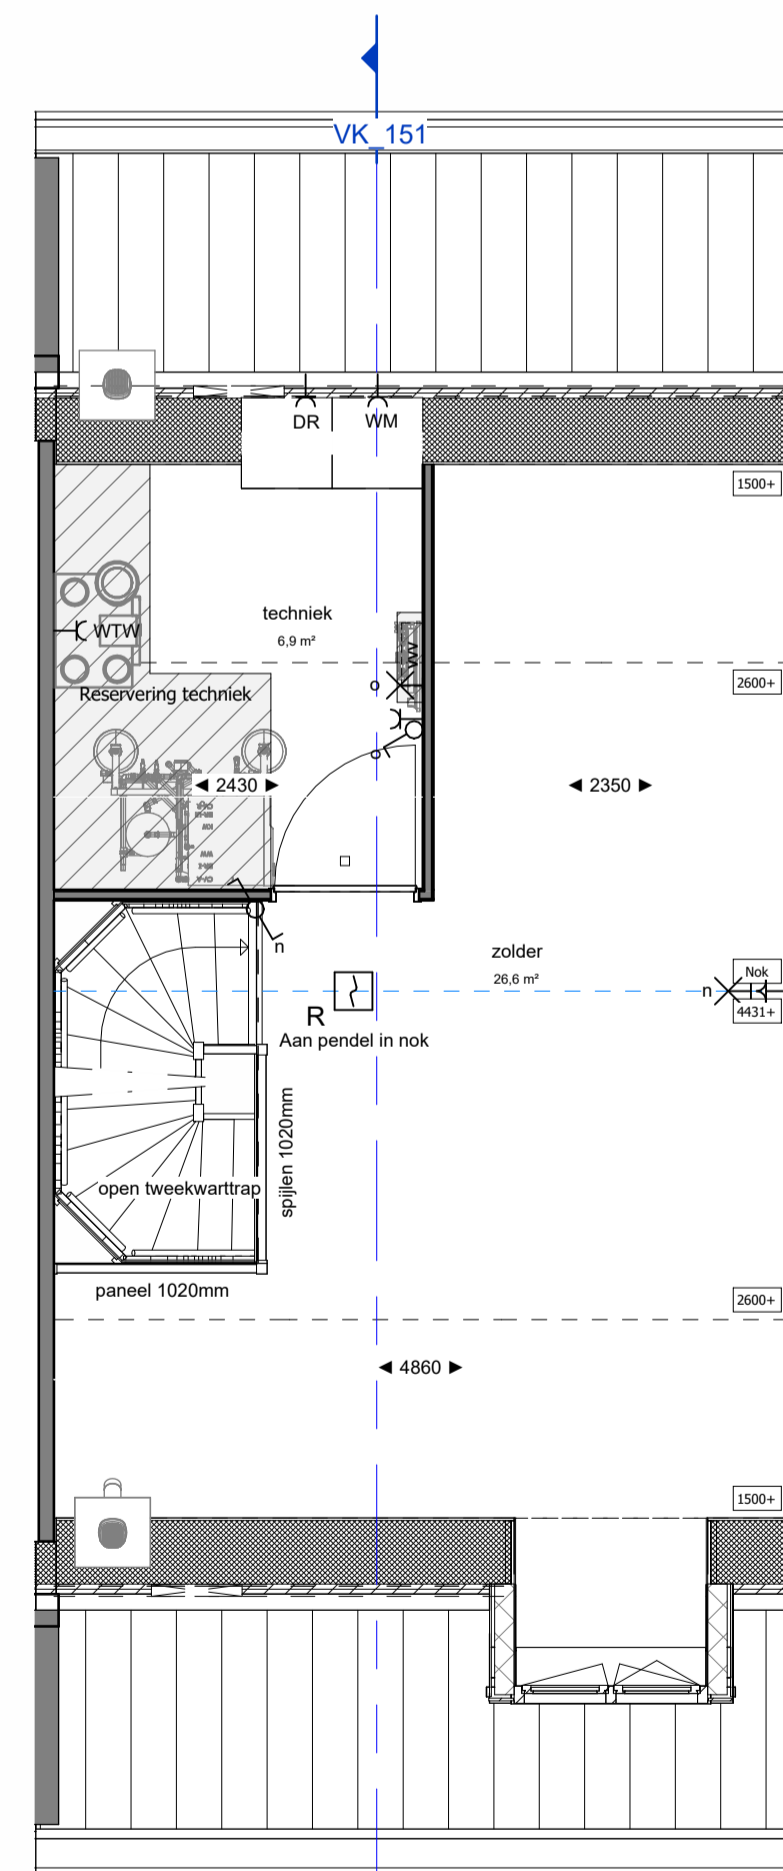 VK_151
DR
WM
1500+
techniek
6,9 m²
WTW
VVV
o
2600+
Reservering techniek
o
2430
2350
n
zolder
26,6 m²
Nok
n
4431+
R
Aan pendel in nok
spijlen 1020mm
open tweekwarttrap
paneel 1020mm
2600+
4860
1500+